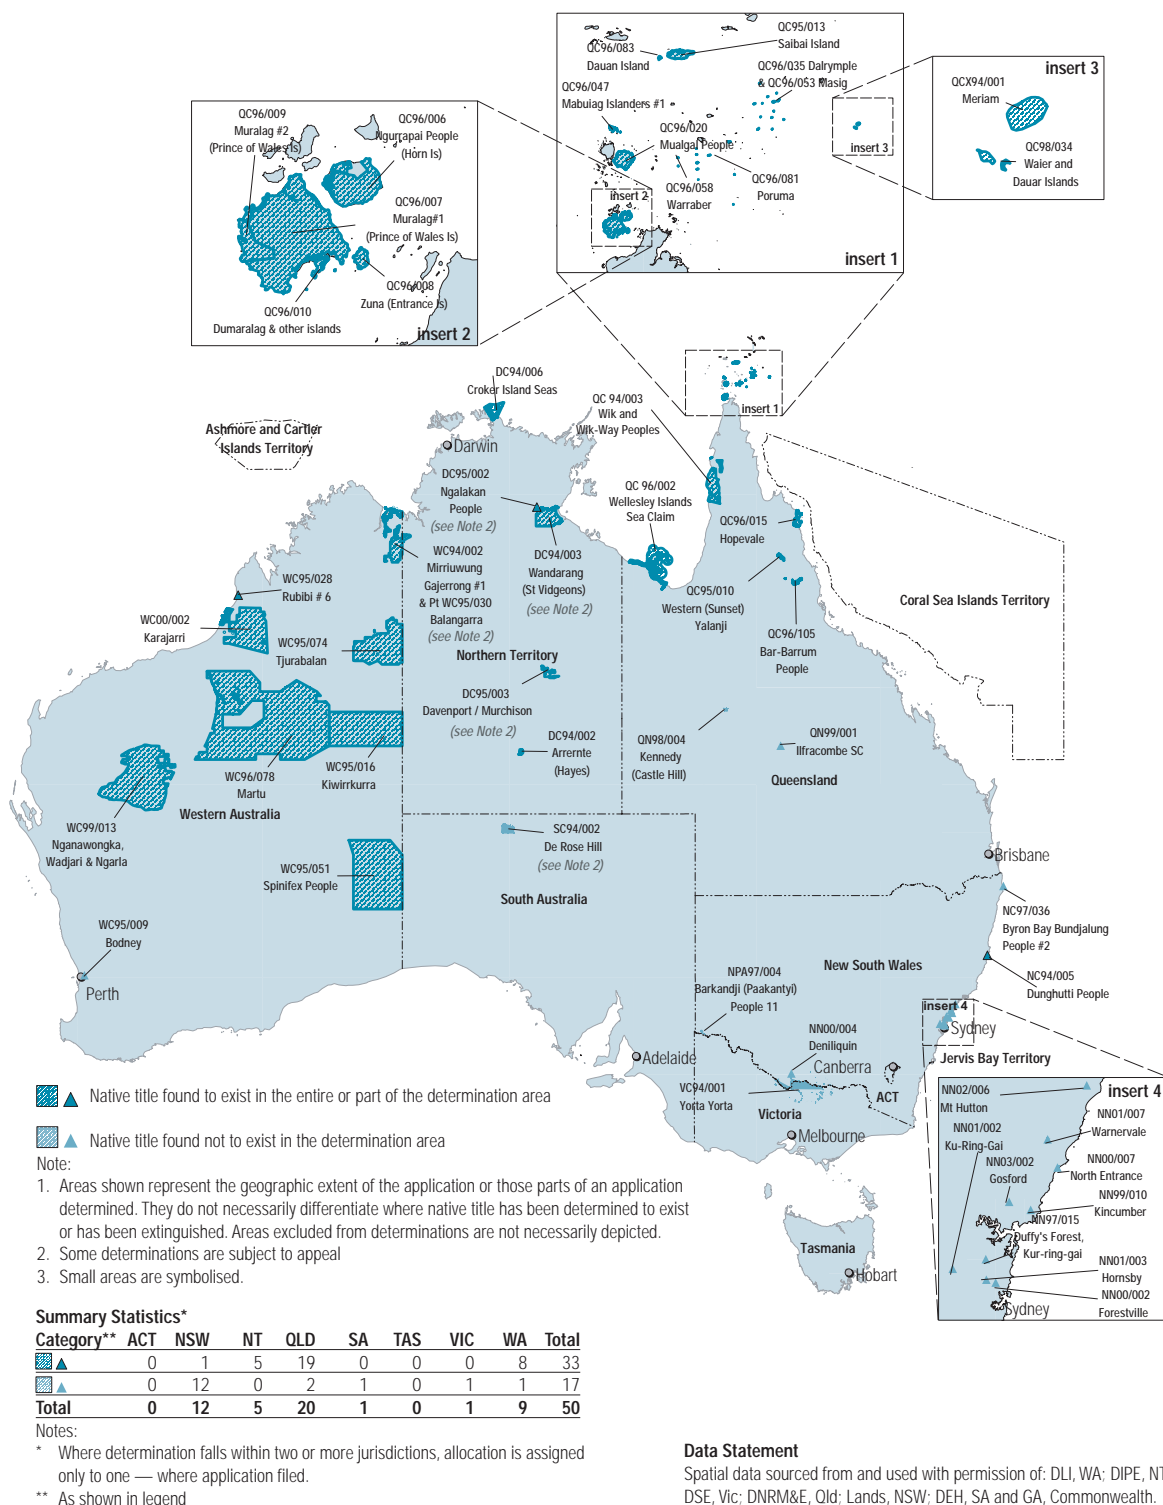 QC95/013
Saibai Island
QC96/083
Dauan Island
QC96/035 Dalrymple
& QC96/053 Masig
QC96/047
Mabuiag Islanders #1
QC96/020
Mualgal People
QC96/058
Warraber
QC96/081
Poruma
insert 3
insert 2
insert 1
insert 3
QCX94/001
Meriam
QC98/034
Waier and
Dauar Islands
QC96/009
Muralag #2
(Prince of Wales Is)
QC96/006
Ngurrapai People
(Horn Is)
QC96/007
Muralag#1
(Prince of Wales Is)
QC96/008
Zuna (Entrance Is)
QC96/010
Dumaralag & other islands
insert 2
DC94/006
Croker Island Seas
QC 94/003
Wik and
Wik-Way Peoples
insert 1
Ashmore and Cartier
Islands Territory
Darwin
DC95/002
Ngalakan
People
(see Note 2)
QC 96/002
Wellesley Islands
Sea Claim
QC96/015
Hopevale
WC94/002
Mirriuwung
Gajerrong #1
& Pt WC95/030
Balangarra
(see Note 2)
DC94/003
Wandarang
(St Vidgeons)
(see Note 2)
WC95/028
Rubibi # 6
QC95/010
Western (Sunset)
Yalanji
Coral Sea Islands Territory
WC00/002
Karajarri
WC95/074
Tjurabalan
QC96/105
Bar-Barrum
People
Northern Territory
DC95/003
Davenport / Murchison
(see Note 2)
DC94/002
Arrernte
(Hayes)
QN98/004
Kennedy
(Castle Hill)
QN99/001
Ilfracombe SC
Queensland
WC95/016
Kiwirrkurra
WC96/078
Martu
Western Australia
WC99/013
Nganawongka,
Wadjari & Ngarla
SC94/002
De Rose Hill
(see Note 2)
Brisbane
WC95/051
Spinifex People
South Australia
NC97/036
Byron Bay Bundjalung
People #2
WC95/009
Bodney
Perth
New South Wales
NPA97/004
Barkandji (Paakantyi)
People 11
NC94/005
Dunghutti People
insert 4
Sydney
NN00/004
Deniliquin
Adelaide
Canberra
Jervis Bay Territory
VC94/001
Yorta Yorta
ACT
Victoria
Melbourne
Tasmania
Hobart
insert 4
NN02/006
Mt Hutton
NN01/007
Warnervale
NN01/002
Ku-Ring-Gai
NN03/002
Gosford
NN00/007
North Entrance
NN99/010
Kincumber
NN97/015
Duffy's Forest,
Kur-ring-gai
NN01/003
Hornsby
NN00/002
Forestville
Sydney
Native title found to exist in the entire or part of the determination area
Native title found not to exist in the determination area
Note:
1. Areas shown represent the geographic extent of the application or those parts of an application
determined. They do not necessarily differentiate where native title has been determined to exist
or has been extinguished. Areas excluded from determinations are not necessarily depicted.
2. Some determinations are subject to appeal
3. Small areas are symbolised.
Summary Statistics*
Category** ACT NSW NT QLD SA TAS VIC WA Total
0 1 5 19 0 0 0 8 33
0 12 0 2 1 0 1 1 17
Total 0 12 5 20 1 0 1 9 50
Notes:
* Where determination falls within two or more jurisdictions, allocation is assigned
only to one — where application filed.
** As shown in legend
Data Statement
Spatial data sourced from and used with permission of: DLI, WA; DIPE, NT
DSE, Vic; DNRM&E, Qld; Lands, NSW; DEH, SA and GA, Commonwealth.